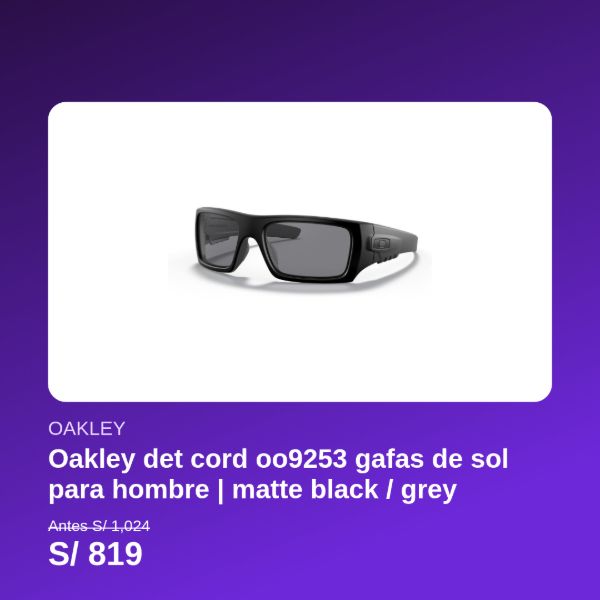 OAKLEY
Oakley det cord oo9253 gafas de sol
para hombre | matte black / grey
Antes S/ 1,024
S/ 819